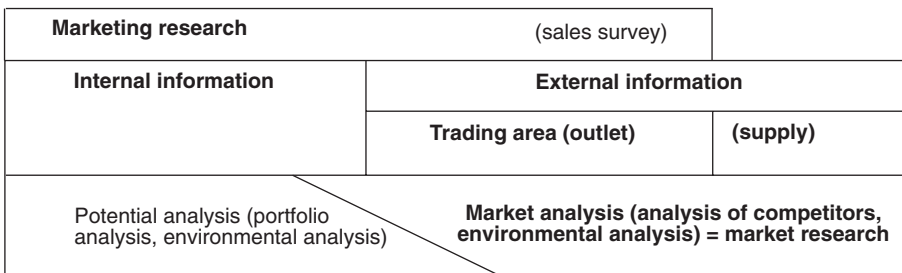 Marketing research (sales survey)
Internal information External information
Trading area (outlet) (supply)
Potential analysis (portfolio
analysis, environmental analysis)
Market analysis (analysis of competitors,
environmental analysis) = market research